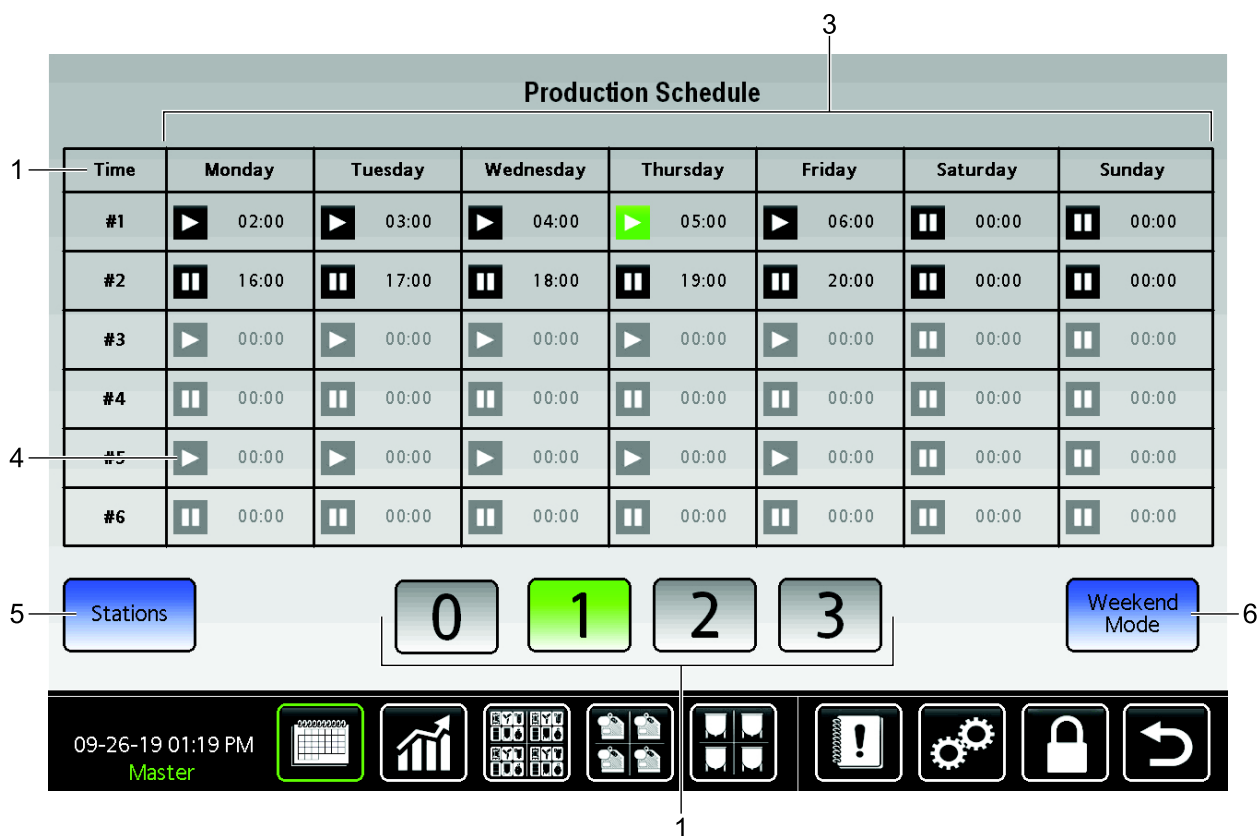 3
Production Schedule
1
Time Monday Tuesday Wednesday Thursday Friday Saturday Sunday
#1 02:00 03:00 04:00 05:00 06:00 00:00 00:00
#2 16:00 17:00 18:00 19:00 20:00 00:00 00:00
#3 00:00 00:00 00:00 00:00 00:00 00:00 00:00
#4 00:00 00:00 00:00 00:00 00:00 00:00 00:00
4
#5 00:00 00:00 00:00 00:00 00:00 00:00 00:00
#6 00:00 00:00 00:00 00:00 00:00 00:00 00:00
5
Stations
0 1 2 3
Weekend
Mode
6
09-26-19 01:19 PM
Master
1